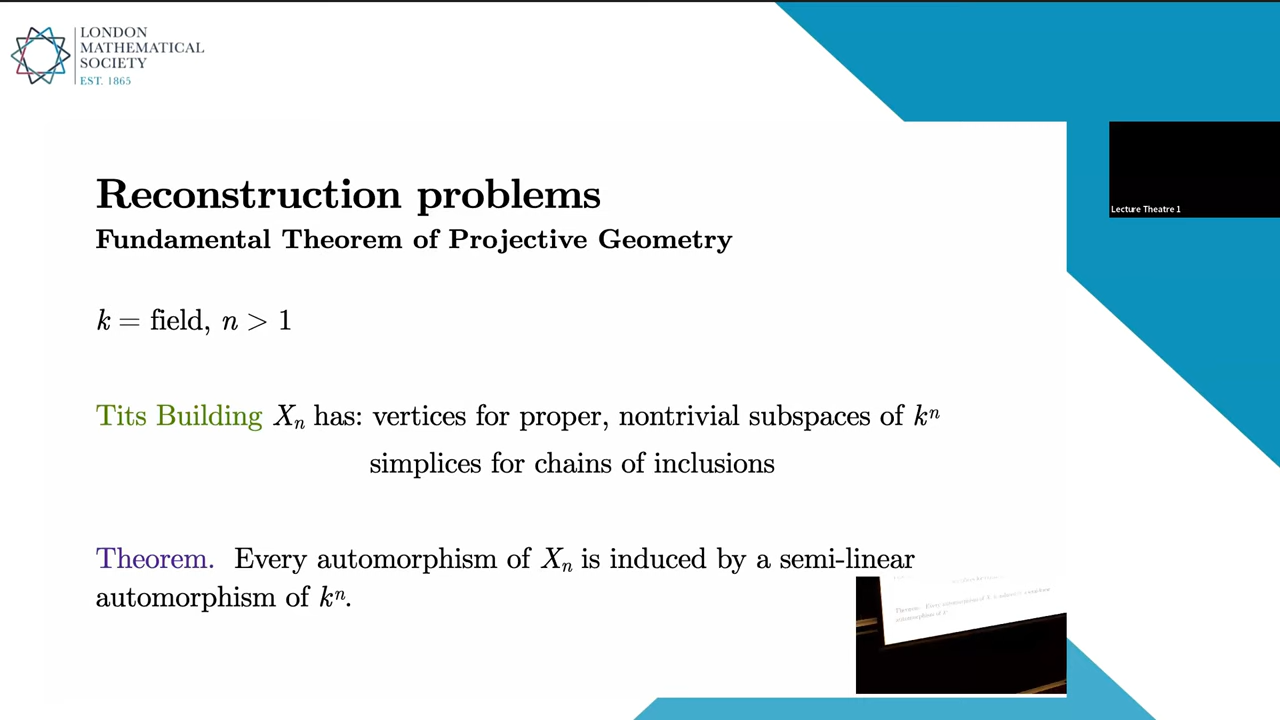 LONDON
MATHEMATICAL
SOCIETY
EST. 1865
Reconstruction problems
Fundamental Theorem of Projective Geometry
k = field, n > 1
Tits Building Xₙ has: vertices for proper, nontrivial subspaces of kⁿ
simplices for chains of inclusions
Theorem. Every automorphism of Xₙ is induced by a semi-linear
automorphism of kⁿ.
Lecture Theatre 1